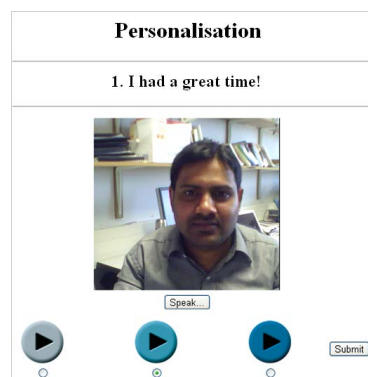 Personalisation
1. I had a great time!
Speak...
Submit